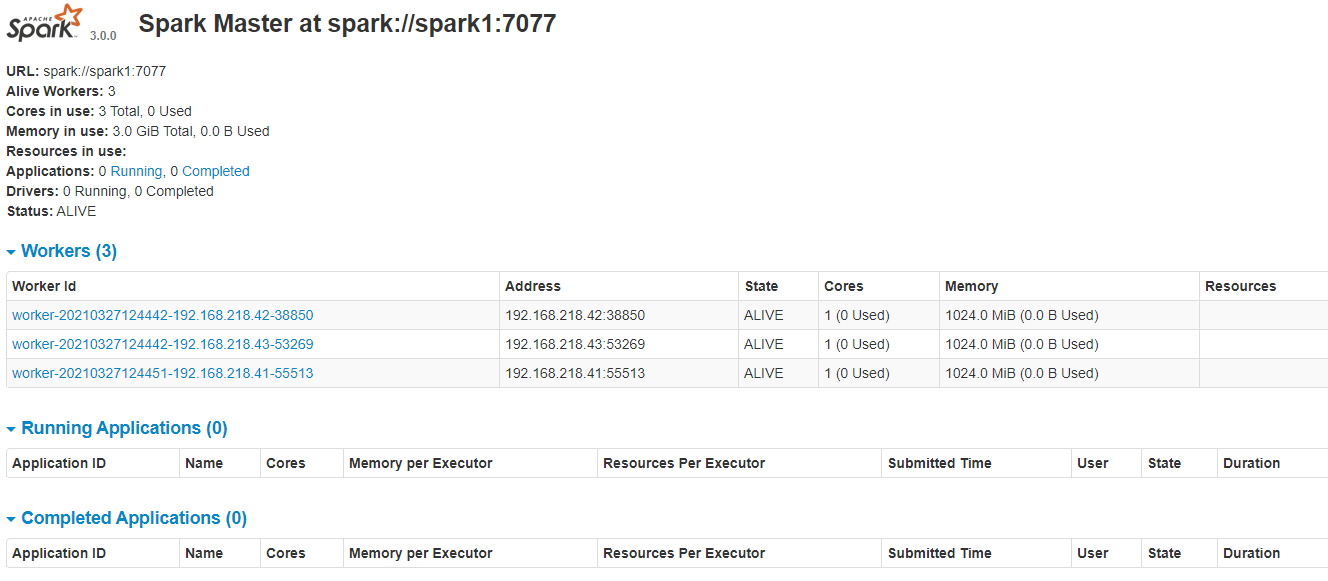 APACHE
Spark 3.0.0 Spark Master at spark://spark1:7077
URL: spark://spark1:7077
Alive Workers: 3
Cores in use: 3 Total, 0 Used
Memory in use: 3.0 GiB Total, 0.0 B Used
Resources in use:
Applications: 0 Running, 0 Completed
Drivers: 0 Running, 0 Completed
Status: ALIVE
Workers (3)
Worker Id Address State Cores Memory Resources
worker-20210327124442-192.168.218.42-38850 192.168.218.42:38850 ALIVE 1 (0 Used) 1024.0 MiB (0.0 B Used)
worker-20210327124442-192.168.218.43-53269 192.168.218.43:53269 ALIVE 1 (0 Used) 1024.0 MiB (0.0 B Used)
worker-20210327124451-192.168.218.41-55513 192.168.218.41:55513 ALIVE 1 (0 Used) 1024.0 MiB (0.0 B Used)
Running Applications (0)
Application ID Name Cores Memory per Executor Resources Per Executor Submitted Time User State Duration
Completed Applications (0)
Application ID Name Cores Memory per Executor Resources Per Executor Submitted Time User State Duration